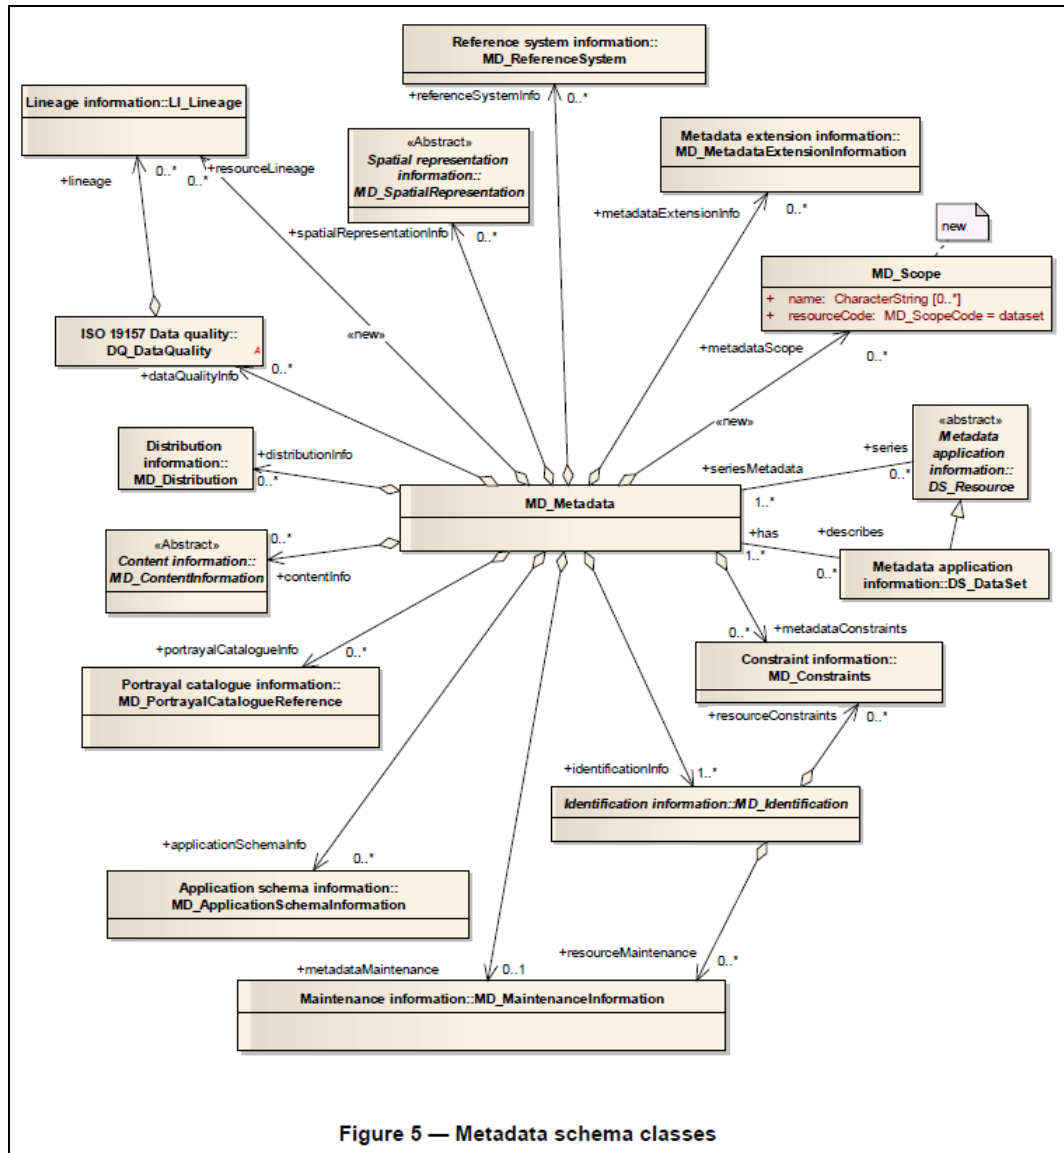 Reference system information::
MD_ReferenceSystem
+referenceSystemInfo
0..*
Lineage information::LI_Lineage
+lineage
0..*
0..*
+resourceLineage
«Abstract»
Spatial representation
information::
MD_SpatialRepresentation
+spatialRepresentationInfo
0..*
Metadata extension information::
MD_MetadataExtensionInformation
+metadataExtensionInfo
0..*
new
MD_Scope
+ name: CharacterString [0..*]
+ resourceCode: MD_ScopeCode = dataset
+metadataScope
0..*
«new»
«new»
ISO 19157 Data quality::
DQ_DataQuality
A
+dataQualityInfo
0..*
Distribution
information::
MD_Distribution
+distributionInfo
0..*
«abstract»
Metadata
application
information::
DS_Resource
+seriesMetadata
+series
0..*
1..*
MD_Metadata
«Abstract»
Content information::
MD_ContentInformation
0..*
+contentInfo
+has
+describes
1..*
0..*
Metadata application
information::DS_DataSet
+portrayalCatalogueInfo
0..*
Portrayal catalogue information::
MD_PortrayalCatalogueReference
0..*
+metadataConstraints
Constraint information::
MD_Constraints
+resourceConstraints
0..*
+identificationInfo
1..*
Identification information::MD_Identification
+applicationSchemaInfo
0..*
Application schema information::
MD_ApplicationSchemaInformation
+resourceMaintenance
0..*
+metadataMaintenance
0..1
Maintenance information::MD_MaintenanceInformation
Figure 5 — Metadata schema classes